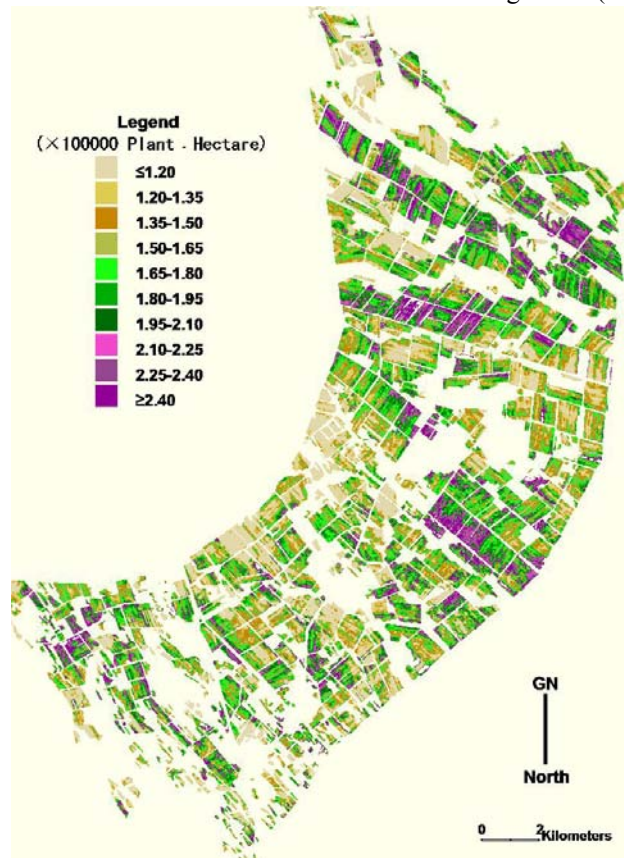 Legend
(×100000 Plant - Hectare)
≤1.20
1.20-1.35
1.35-1.50
1.50-1.65
1.65-1.80
1.80-1.95
1.95-2.10
2.10-2.25
2.25-2.40
≥2.40
GN
North
0 2
Kilometers